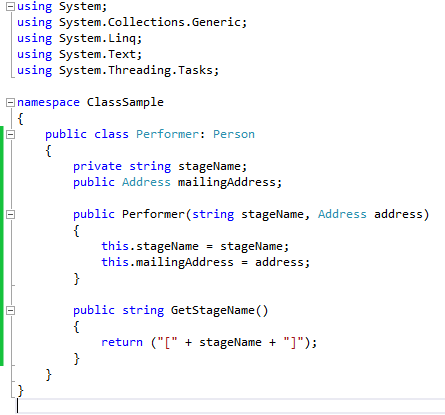 using System;
using System.Collections.Generic;
using System.Linq;
using System.Text;
using System.Threading.Tasks;
namespace ClassSample
{
public class Performer: Person
{
private string stageName;
public Address mailingAddress;
public Performer(string stageName, Address address)
{
this.stageName = stageName;
this.mailingAddress = address;
}
public string GetStageName()
{
return ("[" + stageName + "]");
}
}
}